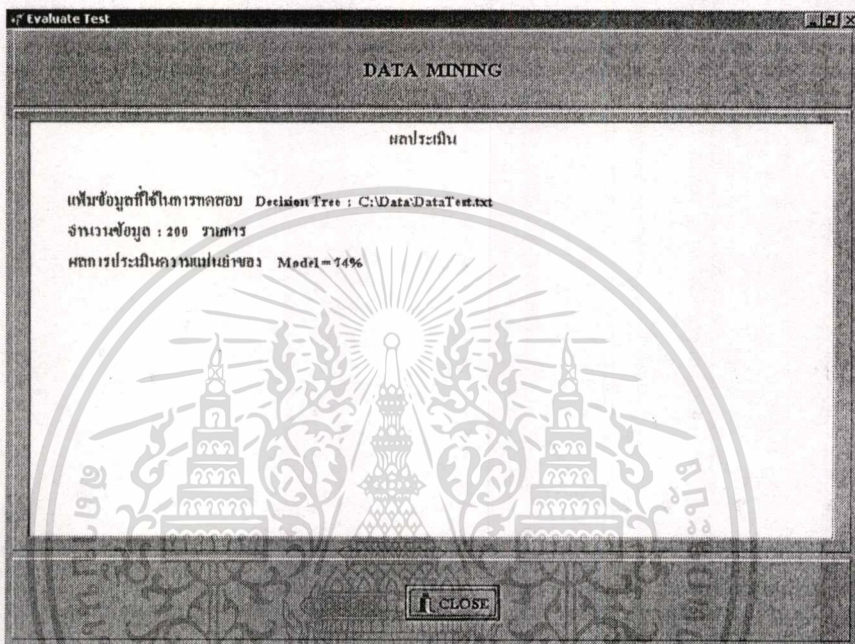 Evaluate Test
DATA MINING
ผลประเมิน
แฟ้มข้อมูลที่ใช้ในการทดสอบ Decision Tree : C:\Data\DataTest.txt
จำนวนข้อมูล : 200 รายการ
ผลการประเมินความแม่นยำของ Model = 74%
CLOSE